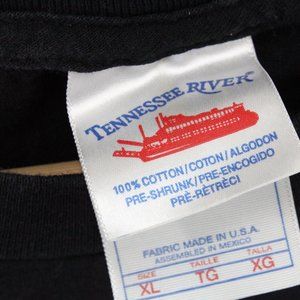 TENNESSEE RIVER
100% COTTON/COTON/ALGODON
PRE-SHRUNK/PRE-ENCOGIDO
PRÉ-RÉTRÉCI
FABRIC MADE IN U.S.A.
ASSEMBLED IN MEXICO
SIZE TAILLE TALLA
XL TG XG